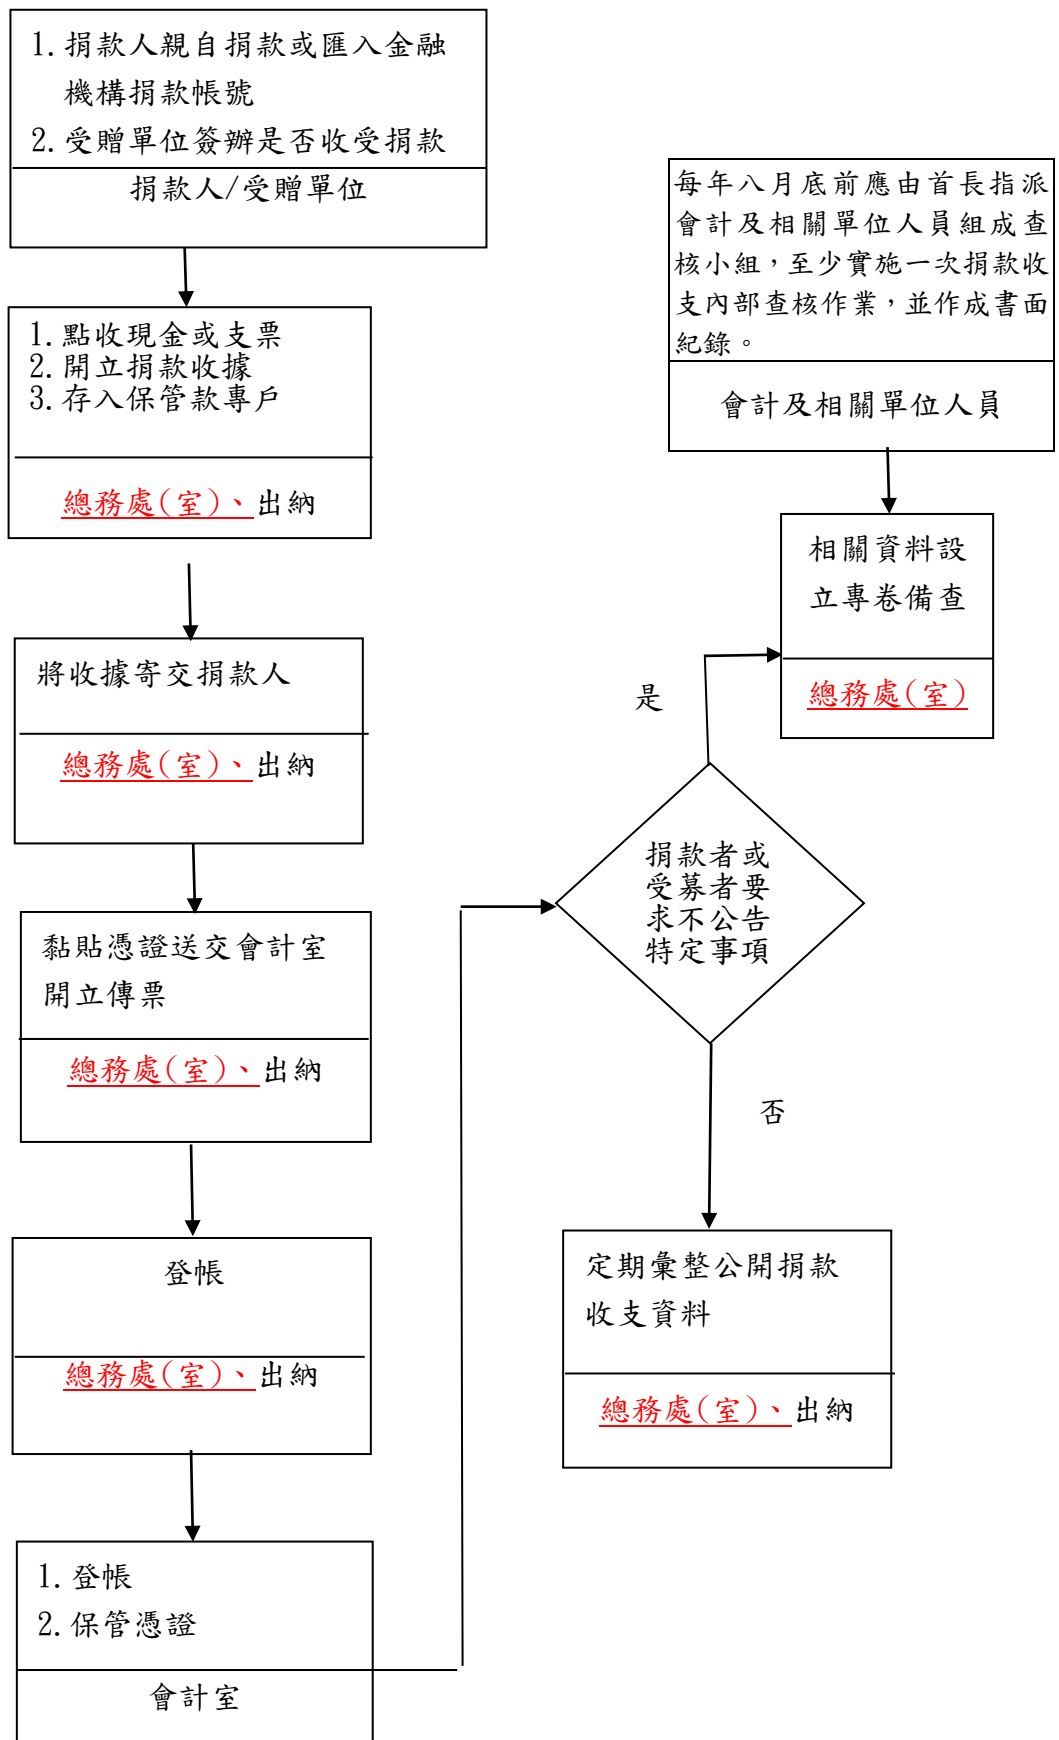 1. 捐款人親自捐款或匯入金融
機構捐款帳號
2. 受贈單位簽辦是否收受捐款
捐款人/受贈單位
1. 點收現金或支票
2. 開立捐款收據
3. 存入保管款專戶
總務處(室)、出納
將收據寄交捐款人
總務處(室)、出納
黏貼憑證送交會計室
開立傳票
總務處(室)、出納
登帳
總務處(室)、出納
1. 登帳
2. 保管憑證
會計室
每年八月底前應由首長指派
會計及相關單位人員組成查
核小組，至少實施一次捐款收
支內部查核作業，並作成書面
紀錄。
會計及相關單位人員
相關資料設
立專卷備查
總務處(室)
是
捐款者或
受募者要
求不公告
特定事項
否
定期彙整公開捐款
收支資料
總務處(室)、出納